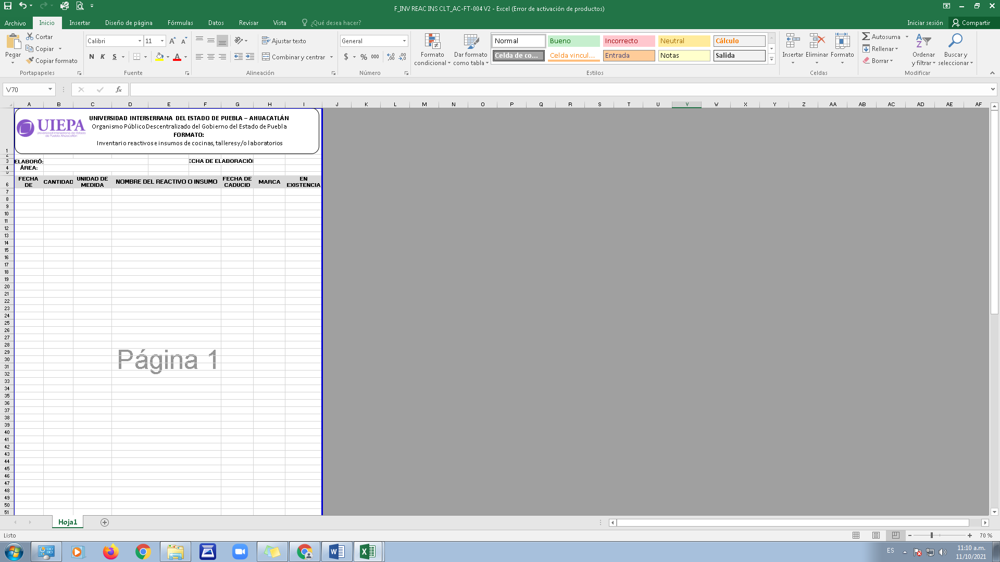 F_INV REAC INS CLT_AC-FT-004 V2 - Excel (Error de activación de productos)
Archivo Inicio Insertar Diseño de página Fórmulas Datos Revisar Vista ¿Qué desea hacer? Iniciar sesión Compartir
Pegar Cortar Copiar Copiar formato Portapapeles
Calibri 11 N K S Fuente
Ajustar texto Combinar y centrar Alineación
General $ % 000 Número
Formato condicional Dar formato como tabla
Normal Bueno Incorrecto Neutral Cálculo
Celda de co... Celda vincul... Entrada Notas Salida
Estilos
Insertar Eliminar Formato Celdas
Autosuma Rellenar Borrar Ordenar y filtrar Buscar y seleccionar Modificar
V70 fx
A B C D E F G H I J K L M N O P Q R S T U V W X Y Z AA AB AC AD AE AF
UIEPA
Universidad Interserrana del Estado de Puebla Ahuacatlán
UNIVERSIDAD INTERSERRANA DEL ESTADO DE PUEBLA – AHUACATLÁN
Organismo Público Descentralizado del Gobierno del Estado de Puebla
FORMATO:
Inventario reactivos e insumos de cocinas, talleres y/o laboratorios
1
2
3 ELABORÓ: ECHA DE ELABORACIÓ
4 ÁREA:
5
6 FECHA DE CANTIDAD UNIDAD DE MEDIDA NOMBRE DEL REACTIVO O INSUMO FECHA DE CADUCID MARCA EN EXISTENCIA
7
8
9
10
11
12
13
14
15
16
17
18
19
20
21
22
23
24
25
26
27
28
29
Página 1
30
31
32
33
34
35
36
37
38
39
40
41
42
43
44
45
46
47
48
49
50
51
Hoja1
Listo 70 %
ES 11:10 a.m.
11/10/2021